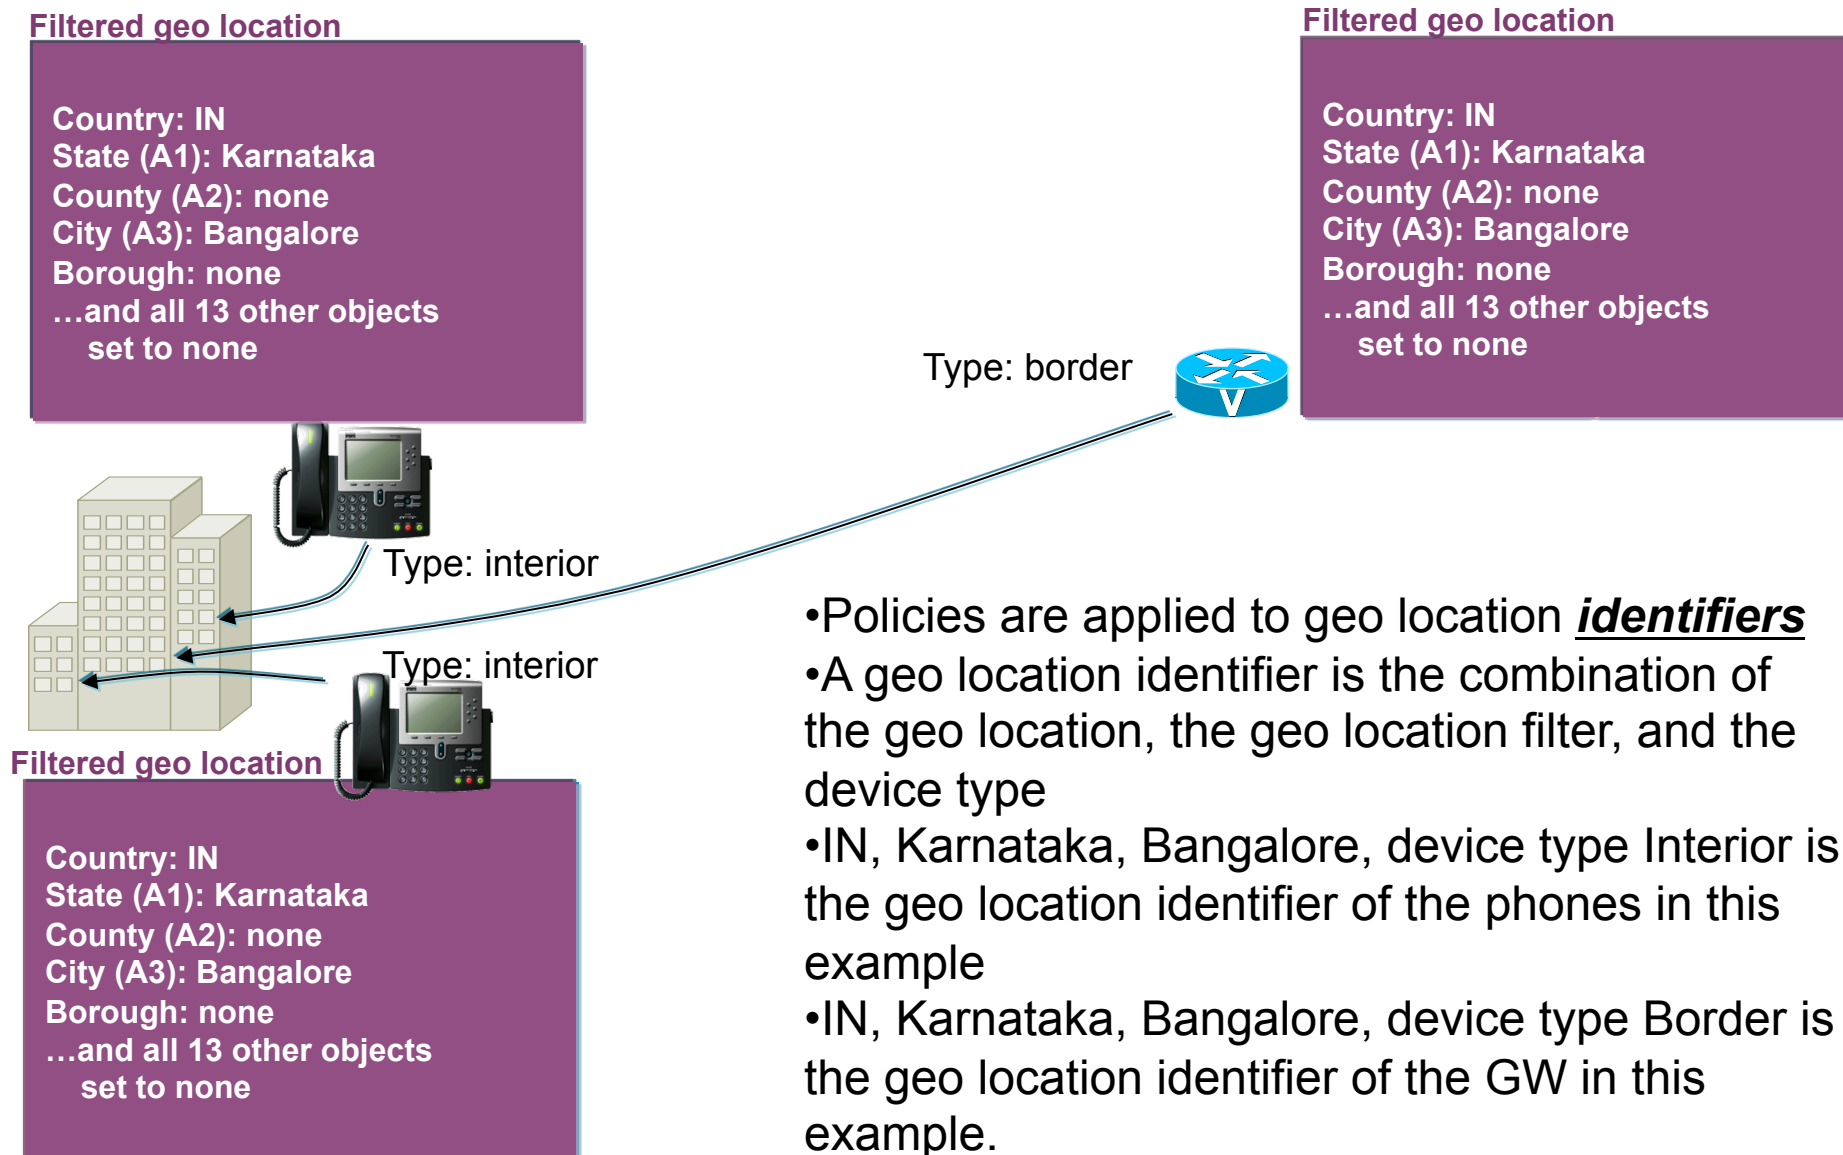 Filtered geo location
Country: IN
State (A1): Karnataka
County (A2): none
City (A3): Bangalore
Borough: none
…and all 13 other objects
set to none
Filtered geo location
Country: IN
State (A1): Karnataka
County (A2): none
City (A3): Bangalore
Borough: none
…and all 13 other objects
set to none
Type: border
V
Type: interior
Type: interior
Filtered geo location
Country: IN
State (A1): Karnataka
County (A2): none
City (A3): Bangalore
Borough: none
…and all 13 other objects
set to none
•Policies are applied to geo location identifiers
•A geo location identifier is the combination of
the geo location, the geo location filter, and the
device type
•IN, Karnataka, Bangalore, device type Interior is
the geo location identifier of the phones in this
example
•IN, Karnataka, Bangalore, device type Border is
the geo location identifier of the GW in this
example.